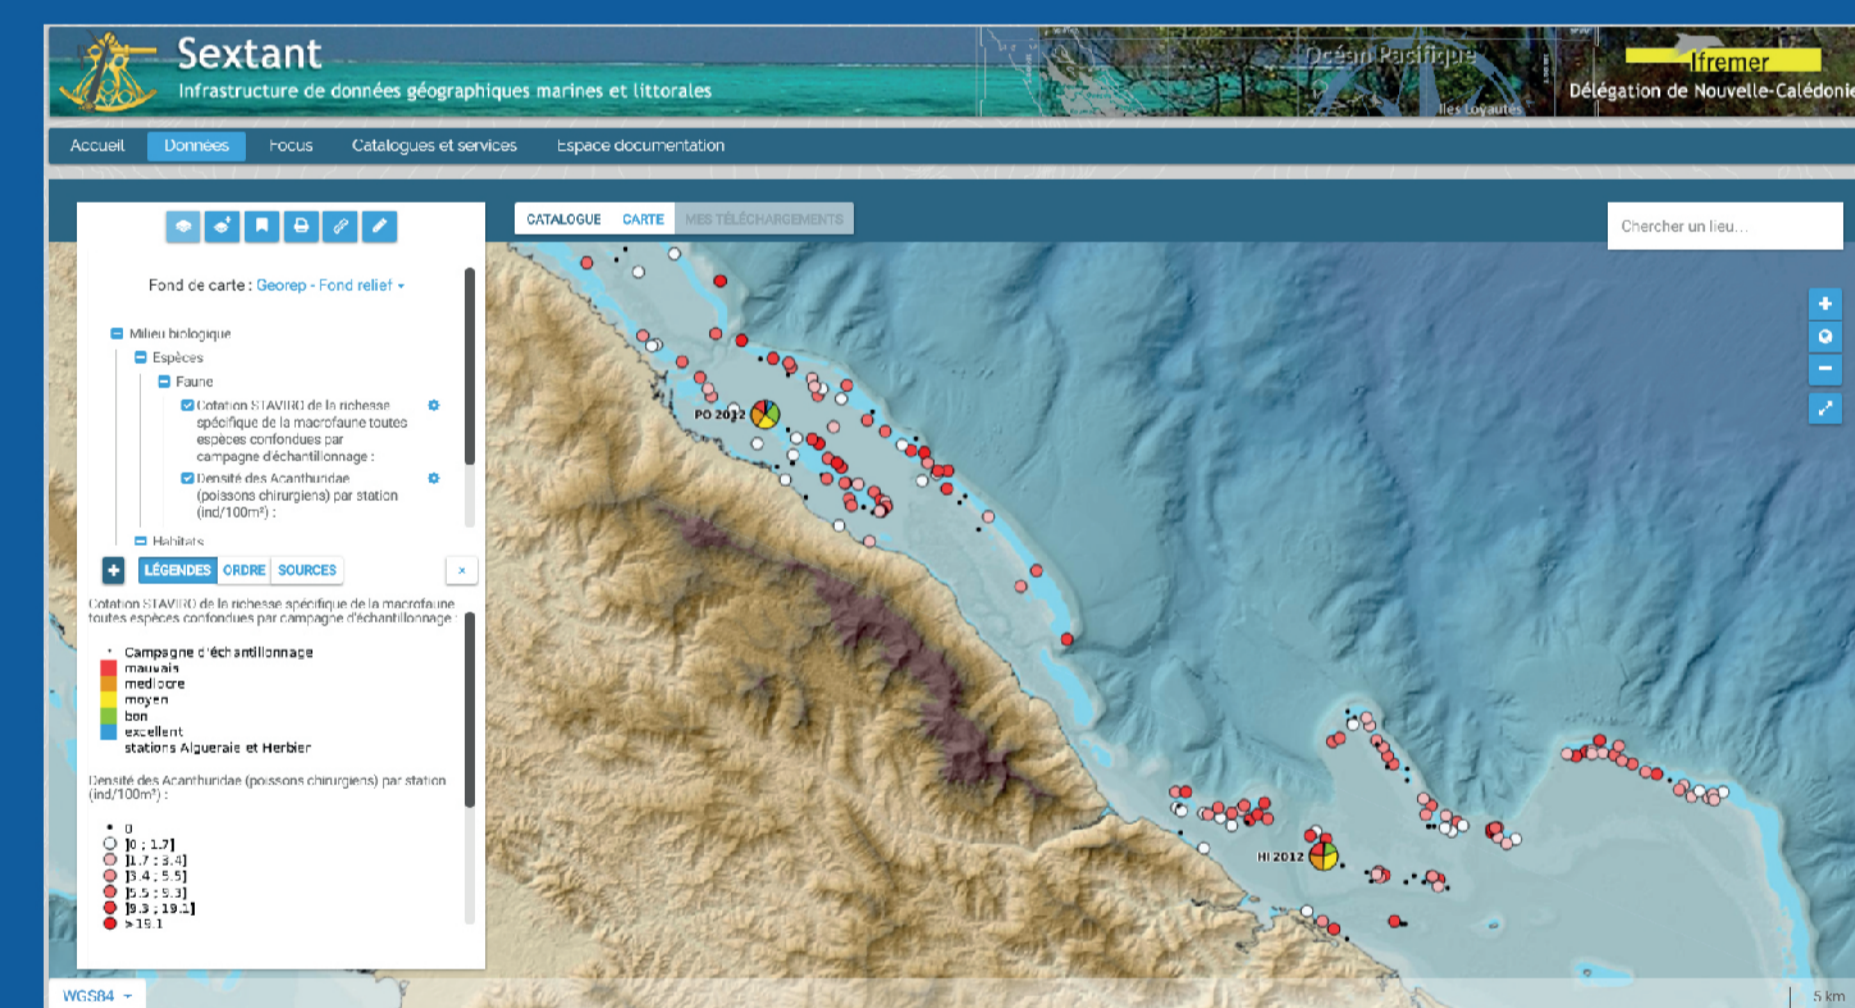 Sextant
Infrastructure de données géographiques marines et littorales
Océan Pacifique
Iles Loyautés
Ifremer
Délégation de Nouvelle-Calédonie
Accueil Données Focus Catalogues et services Espace documentation
CATALOGUE CARTE MES TÉLÉCHARGEMENTS
Chercher un lieu...
Fond de carte : Georep - Fond relief
Milieu biologique
Espèces
Faune
Cotation STAVIRO de la richesse
spécifique de la macrofaune toutes
espèces confondues par
campagne d'échantillonnage :
Densité des Acanthuridae
(poissons chirurgiens) par station
(ind/100m²) :
Habitats
LÉGENDES ORDRE SOURCES
Cotation STAVIRO de la richesse spécifique de la macrofaune
toutes espèces confondues par campagne d'échantillonnage :
Campagne d'échantillonnage
mauvais
mediocre
moyen
bon
excellent
stations Algueraie et Herbier
Densité des Acanthuridae (poissons chirurgiens) par station
(ind/100m²) :
0
]0 ; 1.7]
]1.7 ; 3.4]
]3.4 ; 5.5]
]5.5 ; 9.3]
]9.3 ; 19.1]
>19.1
PO 2012
HI 2012
WGS84
5 km